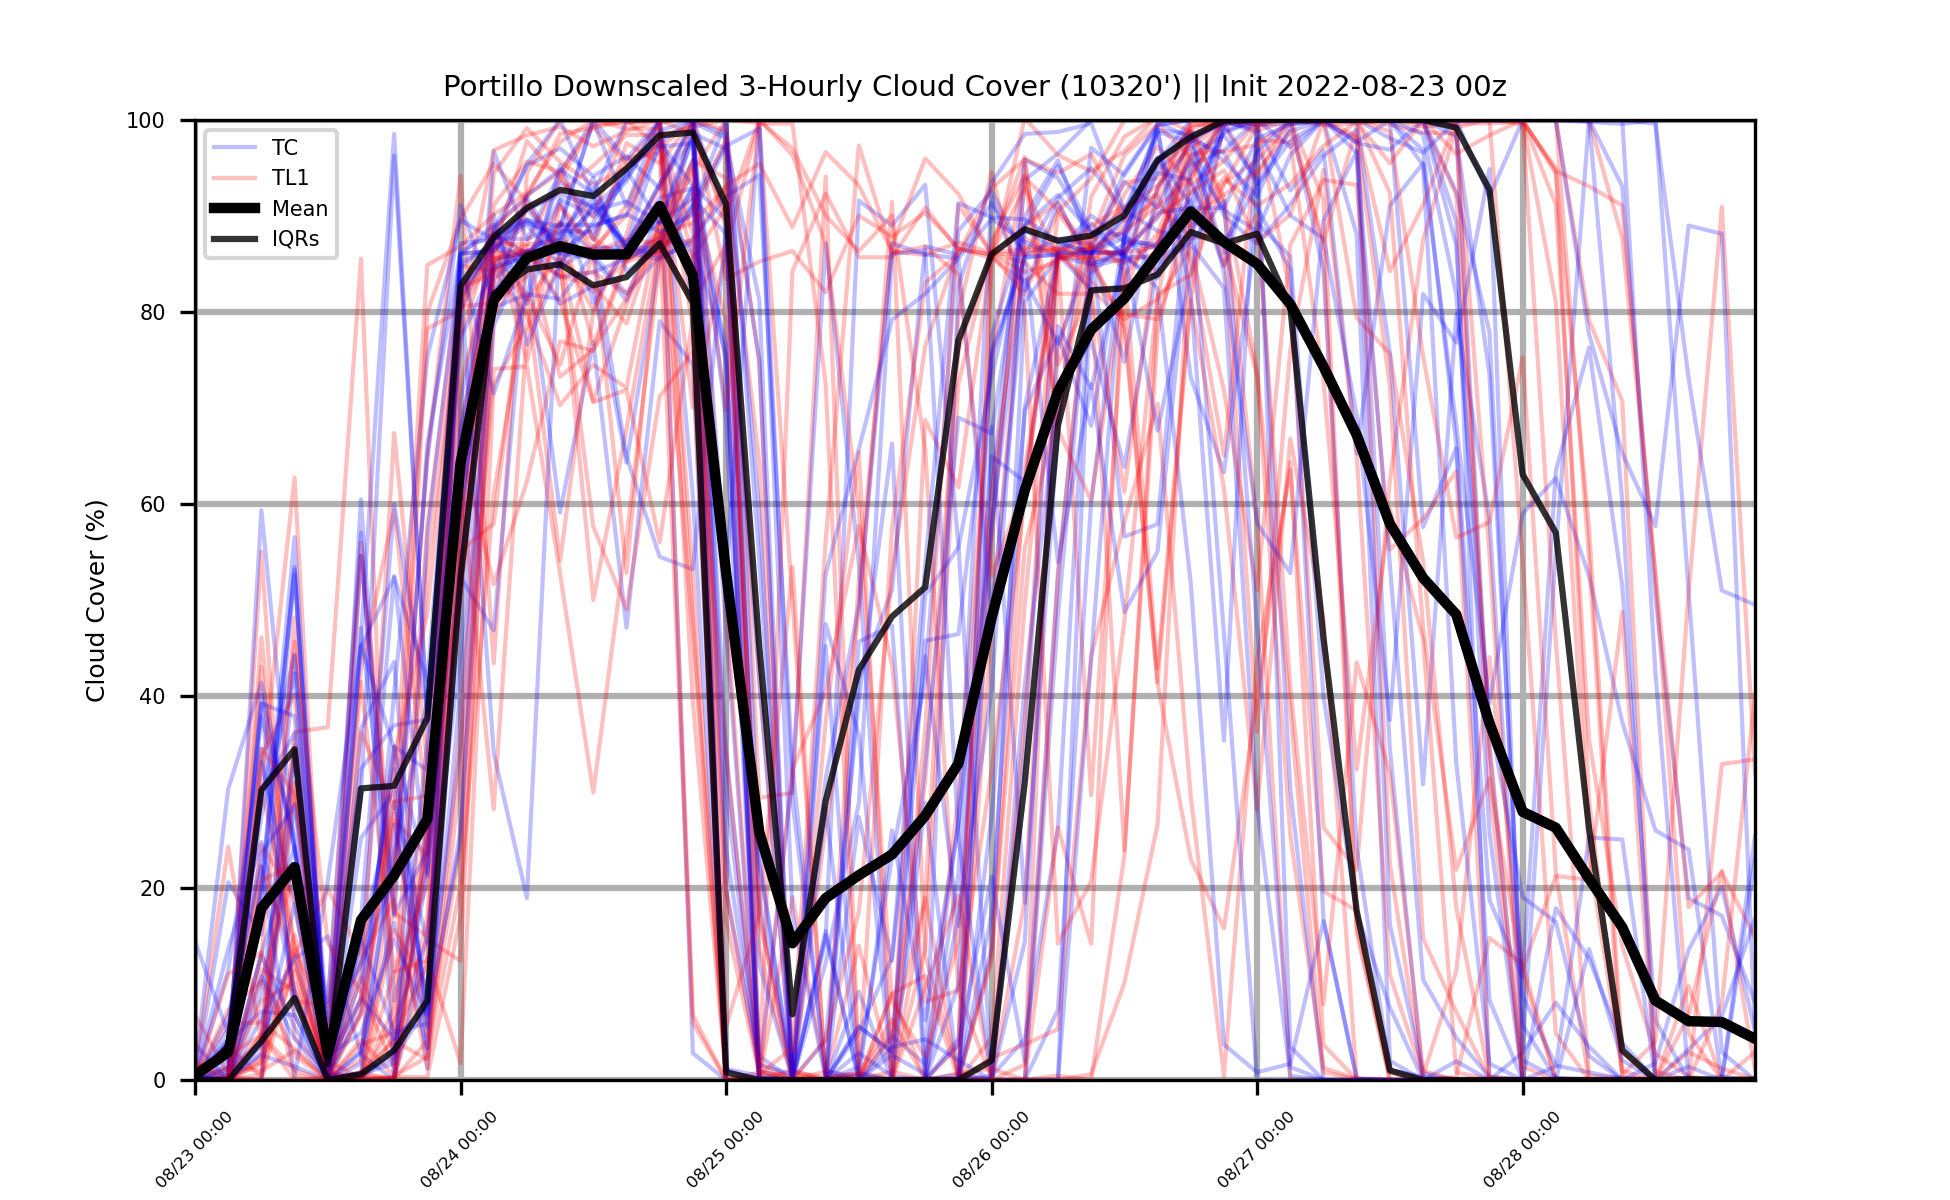 Portillo Downscaled 3-Hourly Cloud Cover (10320') || Init 2022-08-23 00z
TC
TL1
Mean
IQRs
Cloud Cover (%)
100
80
60
40
20
0
08/23 00:00
08/24 00:00
08/25 00:00
08/26 00:00
08/27 00:00
08/28 00:00